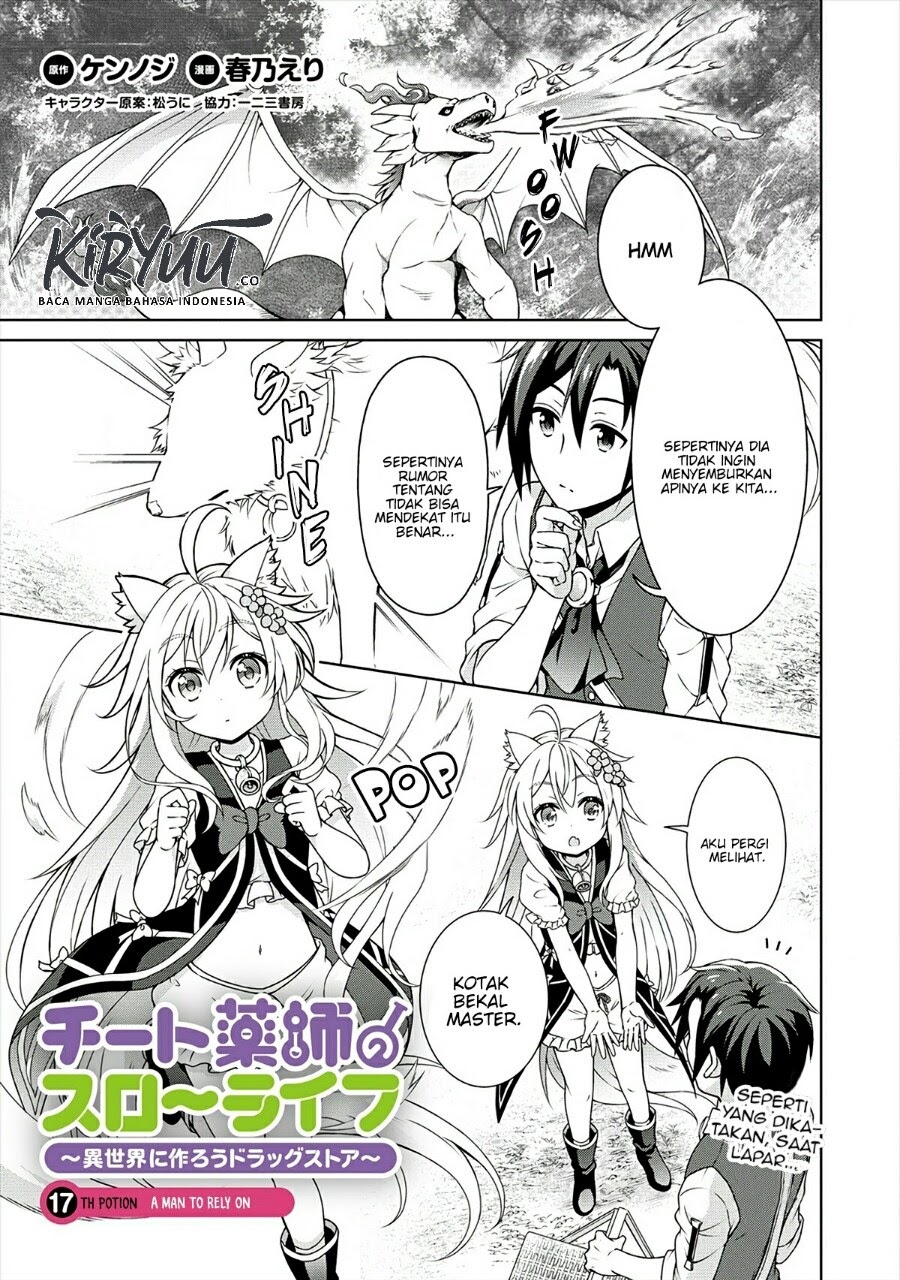 原作 ケンノジ 漫画 春乃えり
キャラクター原案：松うに／協力：一二三書房
KIRYUU.CO
BACA MANGA BAHASA INDONESIA
FWOOSH
HMM
SEPERTINYA DIA
TIDAK INGIN
MENYEMBURKAN
APINYA KE KITA...
SEPERTINYA
RUMOR
TENTANG
TIDAK BISA
MENDEKAT ITU
BENAR...
SHINE
POP
AKU PERGI
MELIHAT.
KOTAK
BEKAL
MASTER.
SEPERTI
YANG DIKA-
TAKAN, SAAT
LAPAR...
チート薬師の
スローライフ
～異世界に作ろうドラッグストア～
17 TH POTION A MAN TO RELY ON